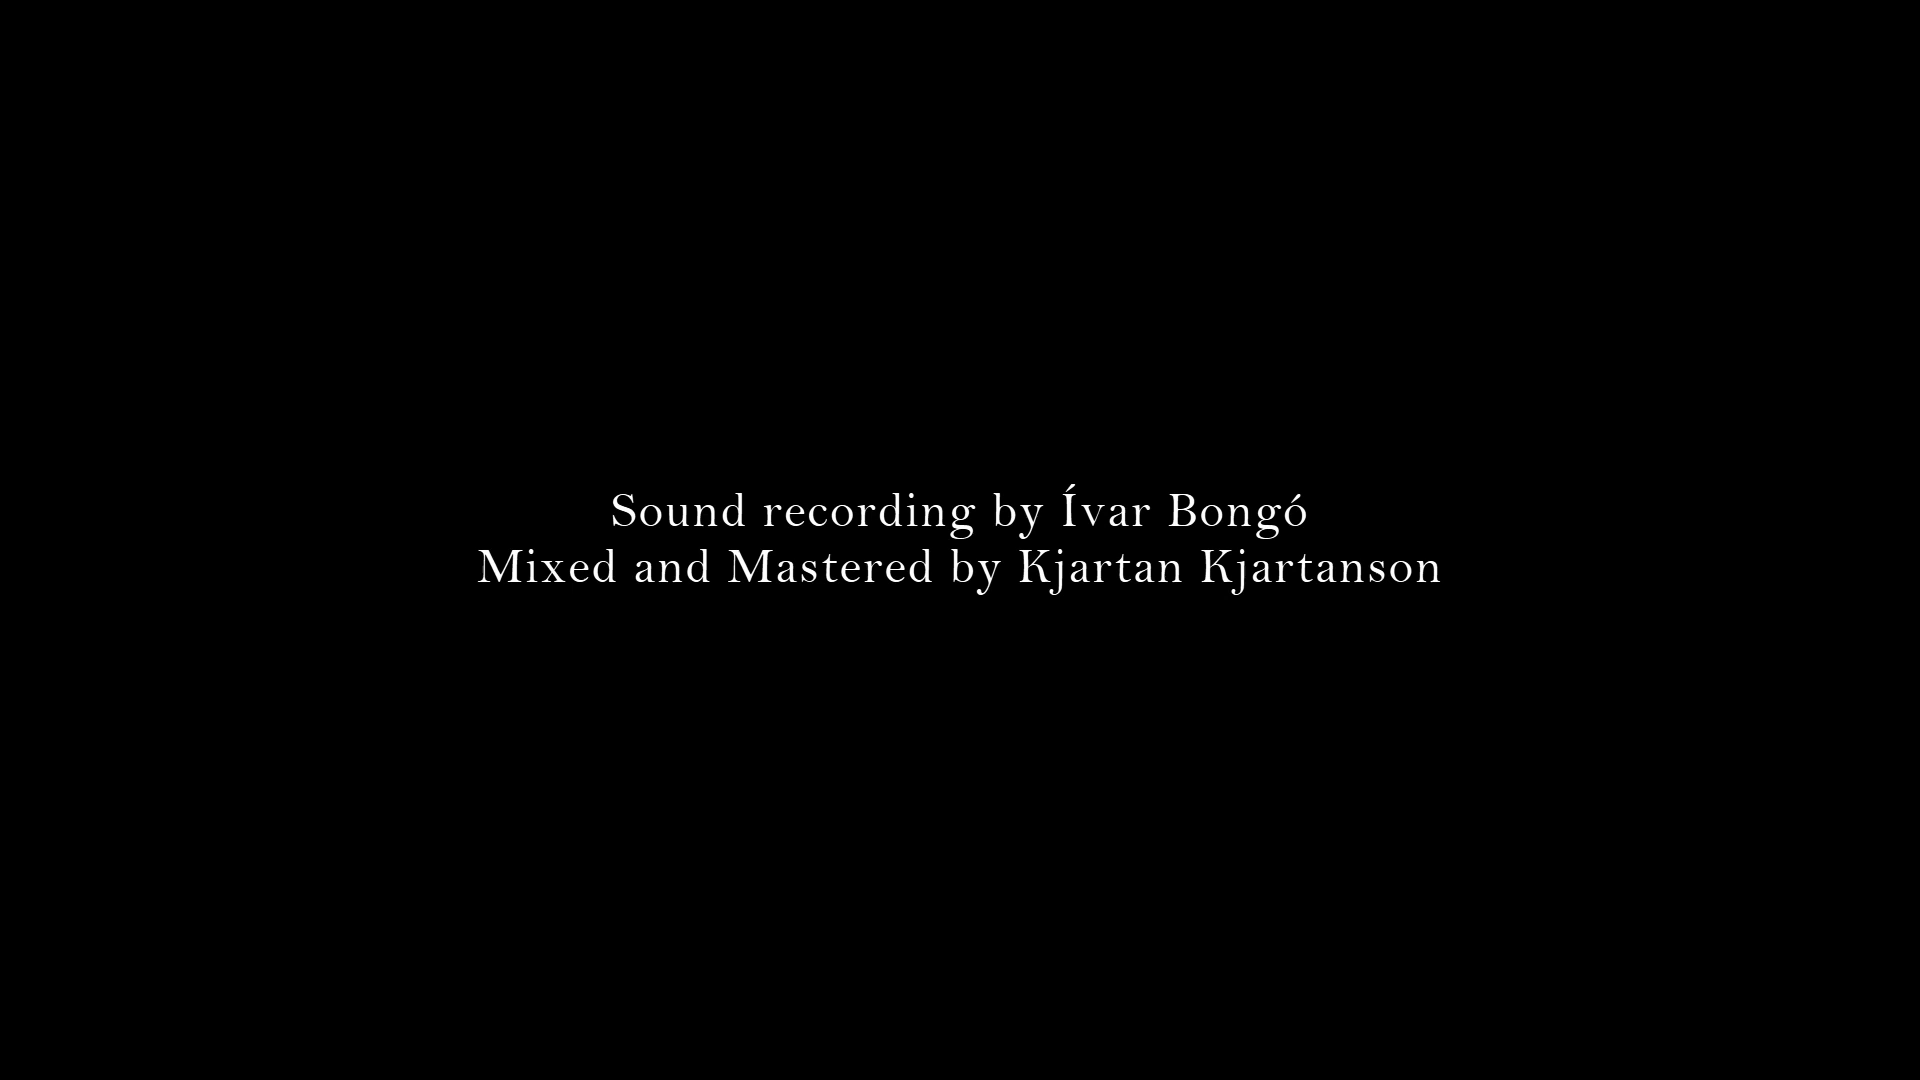 Sound recording by Ívar Bongó
Mixed and Mastered by Kjartan Kjartanson